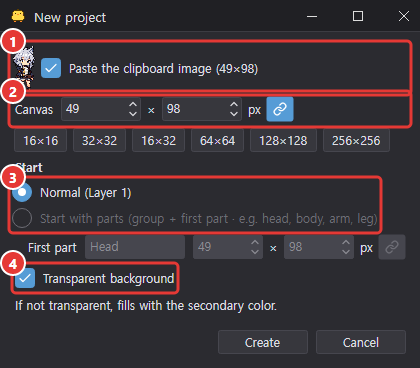 New project
1
Paste the clipboard image (49×98)
2
Canvas 49 × 98 px
16×16 32×32 16×32 64×64 128×128 256×256
Start
3
Normal (Layer 1)
Start with parts (group + first part · e.g. head, body, arm, leg)
First part Head 49 × 98 px
4
Transparent background
If not transparent, fills with the secondary color.
Create Cancel